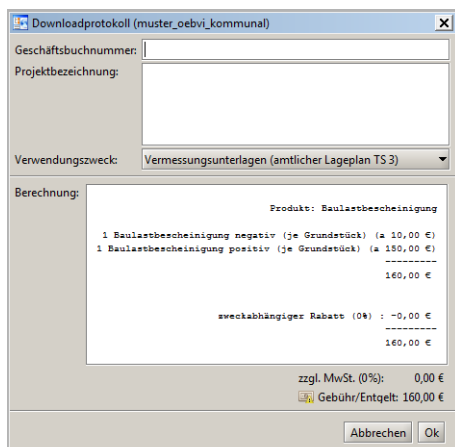 Downloadprotokoll (muster_oebvi_kommunal)
Geschäftsbuchnummer:
Projektbezeichnung:
Verwendungszweck: Vermessungsunterlagen (amtlicher Lageplan TS 3)
Berechnung:
Produkt: Baulastbescheinigung
1 Baulastbescheinigung negativ (je Grundstück) (a 10,00 €)
1 Baulastbescheinigung positiv (je Grundstück) (a 150,00 €)
---------
160,00 €
zweckabhängiger Rabatt (0%) : -0,00 €
---------
160,00 €
zzgl. MwSt. (0%): 0,00 €
Gebühr/Entgelt: 160,00 €
Abbrechen Ok